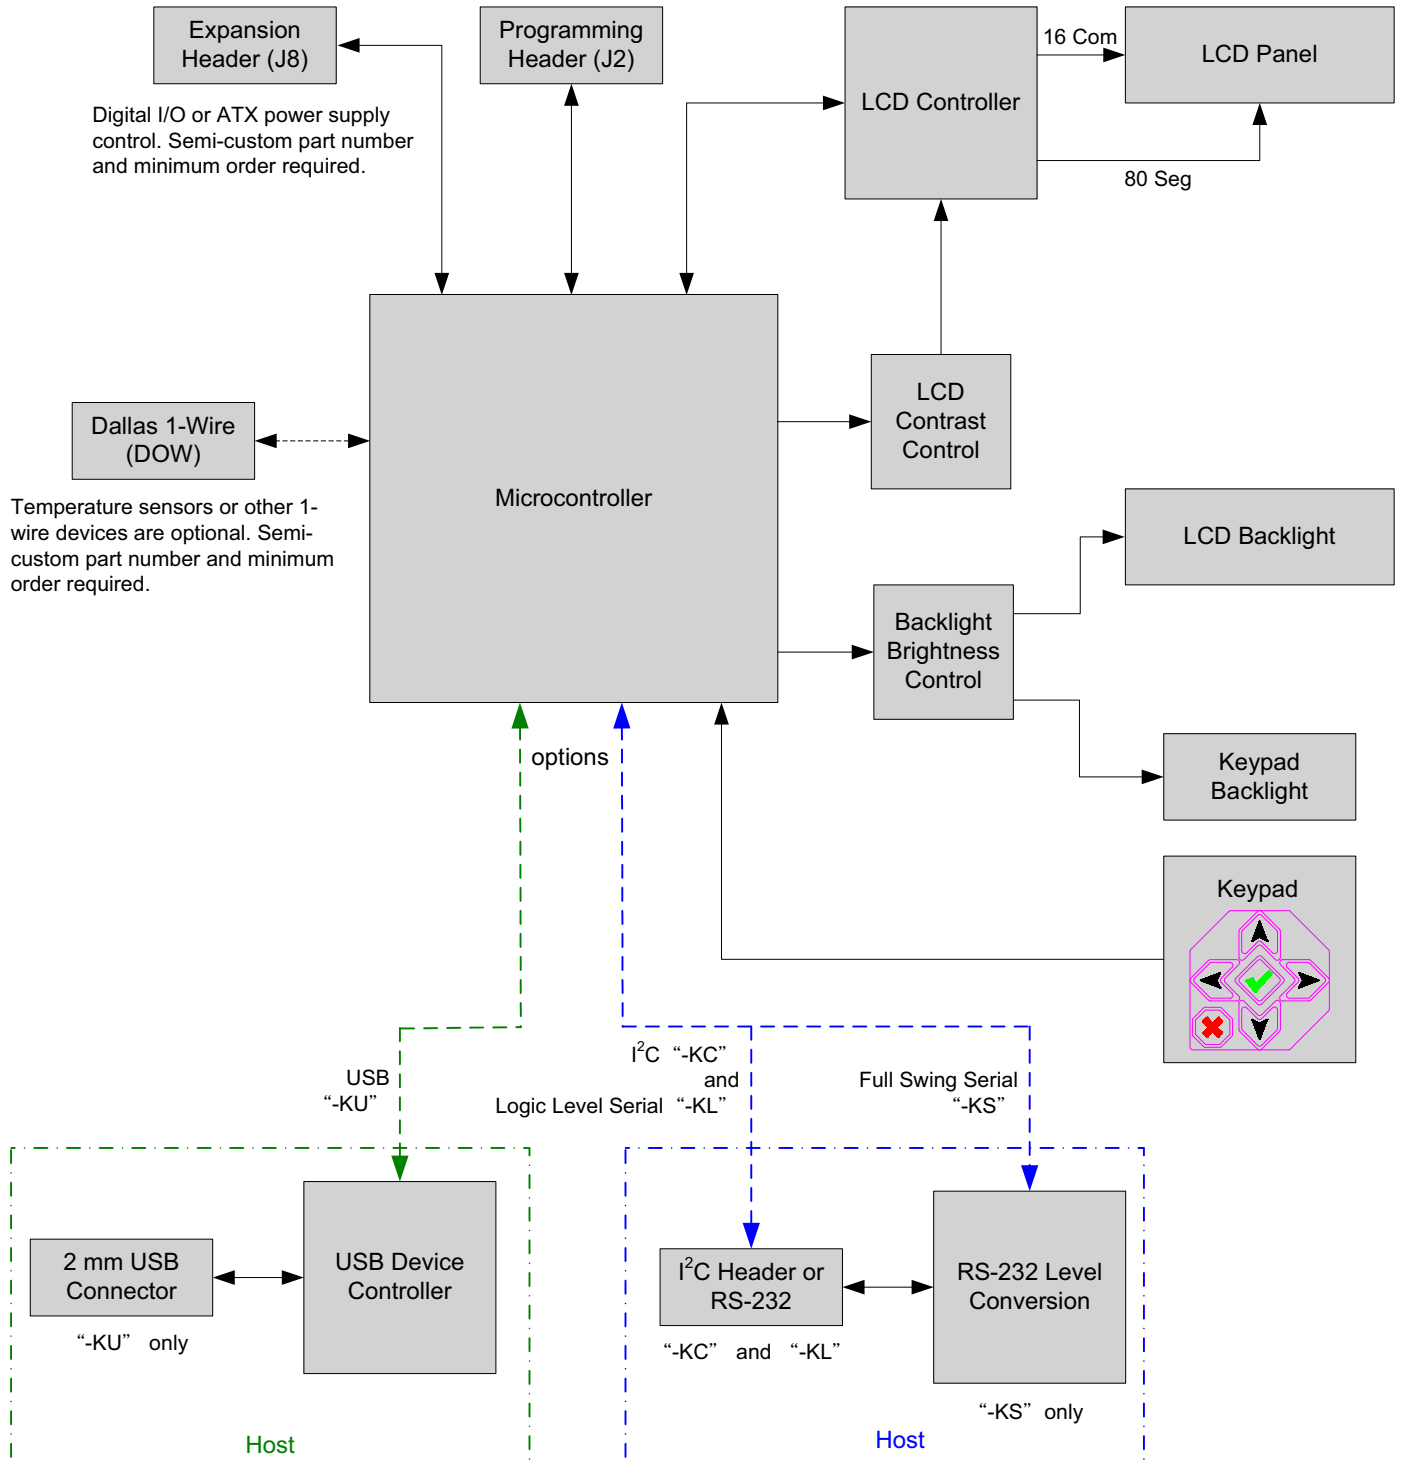 Expansion
Header (J8)
Programming
Header (J2)
16 Com
LCD Panel
LCD Controller
80 Seg
Digital I/O or ATX power supply
control. Semi-custom part number
and minimum order required.
LCD
Contrast
Control
Dallas 1-Wire
(DOW)
Microcontroller
Temperature sensors or other 1-
wire devices are optional. Semi-
custom part number and minimum
order required.
LCD Backlight
Backlight
Brightness
Control
options
Keypad
Backlight
Keypad
I²C “-KC”
and
Logic Level Serial “-KL”
USB
“-KU”
Full Swing Serial
“-KS”
2 mm USB
Connector
USB Device
Controller
“-KU” only
I²C Header or
RS-232
RS-232 Level
Conversion
“-KC” and “-KL”
“-KS” only
Host
Host